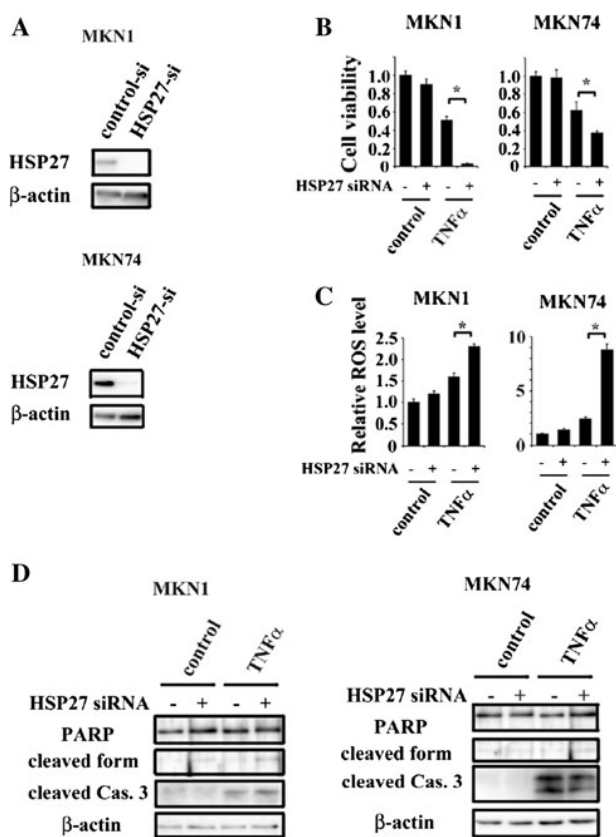 A
MKN1
control-si
HSP27-si
HSP27
β-actin
MKN74
control-si
HSP27-si
HSP27
β-actin
B
MKN1
MKN74
Cell viability
1.0
0.8
0.6
0.4
0.2
0
*
1.0
0.8
0.6
0.4
0.2
0
*
HSP27 siRNA - + - + - + - +
control
TNFα
control
TNFα
C
MKN1
MKN74
Relative ROS level
2.5
2.0
1.5
1.0
0.5
0
*
10
5
0
*
HSP27 siRNA - + - + - + - +
control
TNFα
control
TNFα
D
MKN1
control
TNFα
HSP27 siRNA - + - +
PARP
cleaved form
cleaved Cas. 3
β-actin
MKN74
control
TNFα
HSP27 siRNA - + - +
PARP
cleaved form
cleaved Cas. 3
β-actin